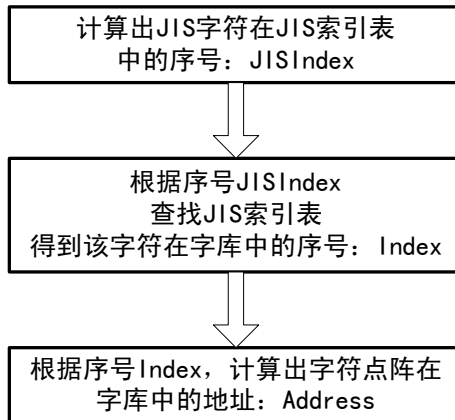 计算出JIS字符在JIS索引表
中的序号：JISIndex
根据序号JISIndex
查找JIS索引表
得到该字符在字库中的序号：Index
根据序号Index，计算出字符点阵在
字库中的地址：Address